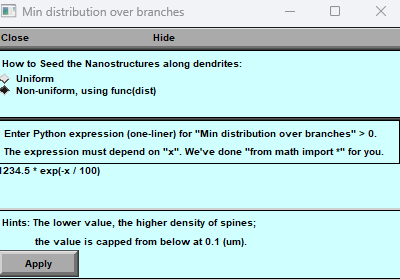 Min distribution over branches
Close Hide
How to Seed the Nanostructures along dendrites:
Uniform
Non-uniform, using func(dist)
Enter Python expression (one-liner) for "Min distribution over branches" > 0.
The expression must depend on "x". We've done "from math import *" for you.
1234.5 * exp(-x / 100)
Hints: The lower value, the higher density of spines;
the value is capped from below at 0.1 (um).
Apply